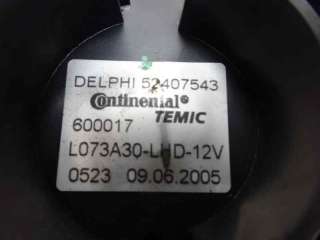 DELPHI 52407543
Continental
TEMIC
600017
L073A30-LHD-12V
0523 09.06.2005